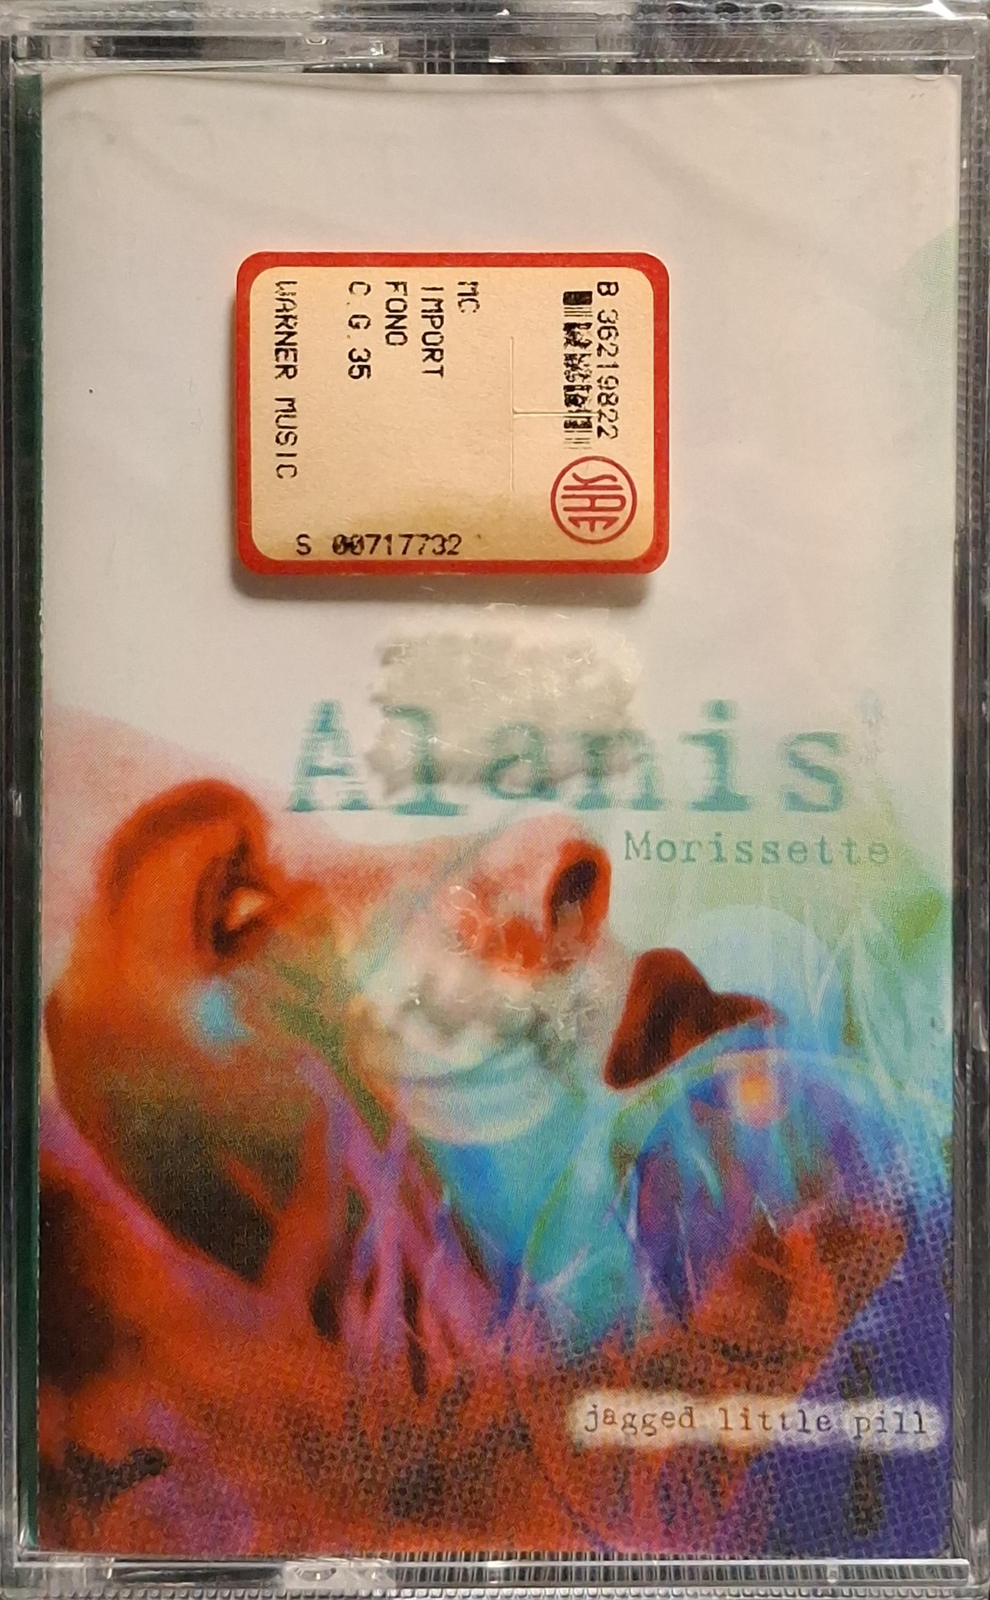 B 36219822
MC
IMPORT
FONO
C.G.35
WARNER MUSIC
SIAE
S 00717732
Alanis
Morissette
jagged little pill